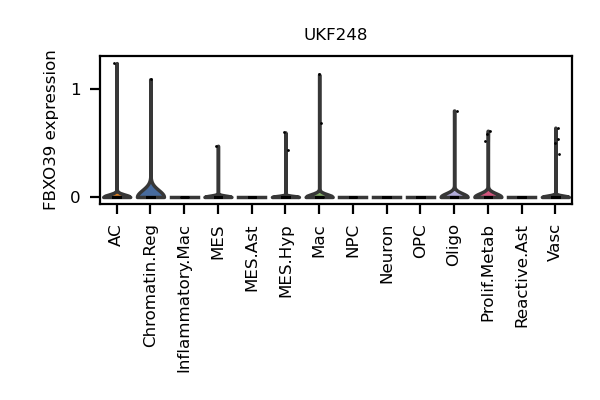 UKF248
FBXO39 expression
1
0
AC
Chromatin.Reg
Inflammatory.Mac
MES
MES.Ast
MES.Hyp
Mac
NPC
Neuron
OPC
Oligo
Prolif.Metab
Reactive.Ast
Vasc